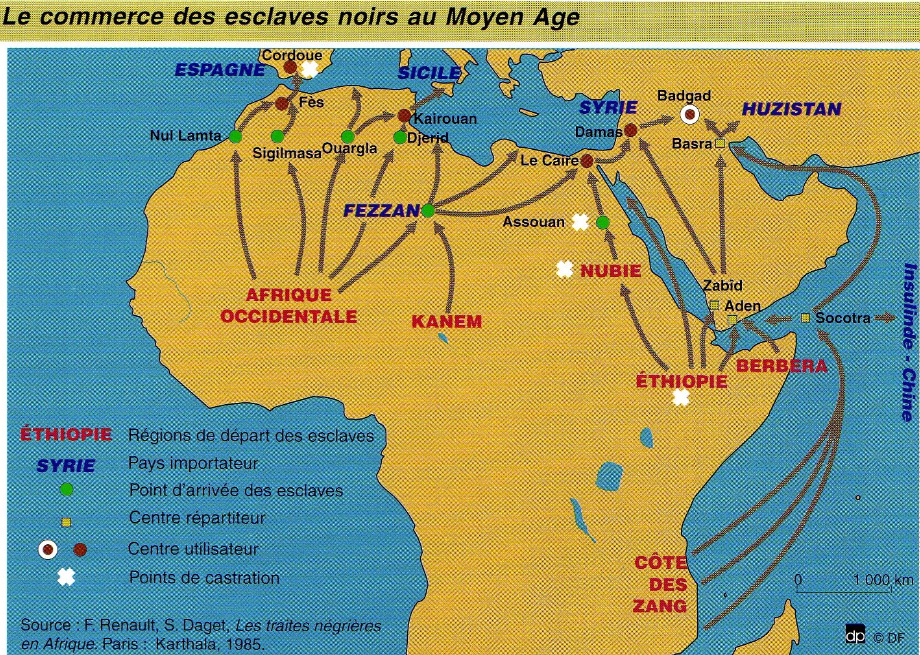 Le commerce des esclaves noirs au Moyen Age
Cordoue
ESPAGNE
SICILE
Fès
Kairouan
Nul Lamta
Sigilmasa
Ouargla
Djerid
SYRIE
Badgad
HUZISTAN
Damas
Basra
Le Caire
FEZZAN
Assouan
NUBIE
AFRIQUE
OCCIDENTALE
KANEM
Zabïd
Aden
Socotra
BERBERA
ÉTHIOPIE
Insulinde - Chine
ÉTHIOPIE Régions de départ des esclaves
SYRIE Pays importateur
Point d'arrivée des esclaves
Centre répartiteur
Centre utilisateur
Points de castration
CÔTE
DES
ZANG
0 1 000 km
Source : F. Renault, S. Daget, Les traites négrières
en Afrique. Paris : Karthala, 1985.
dp © DF